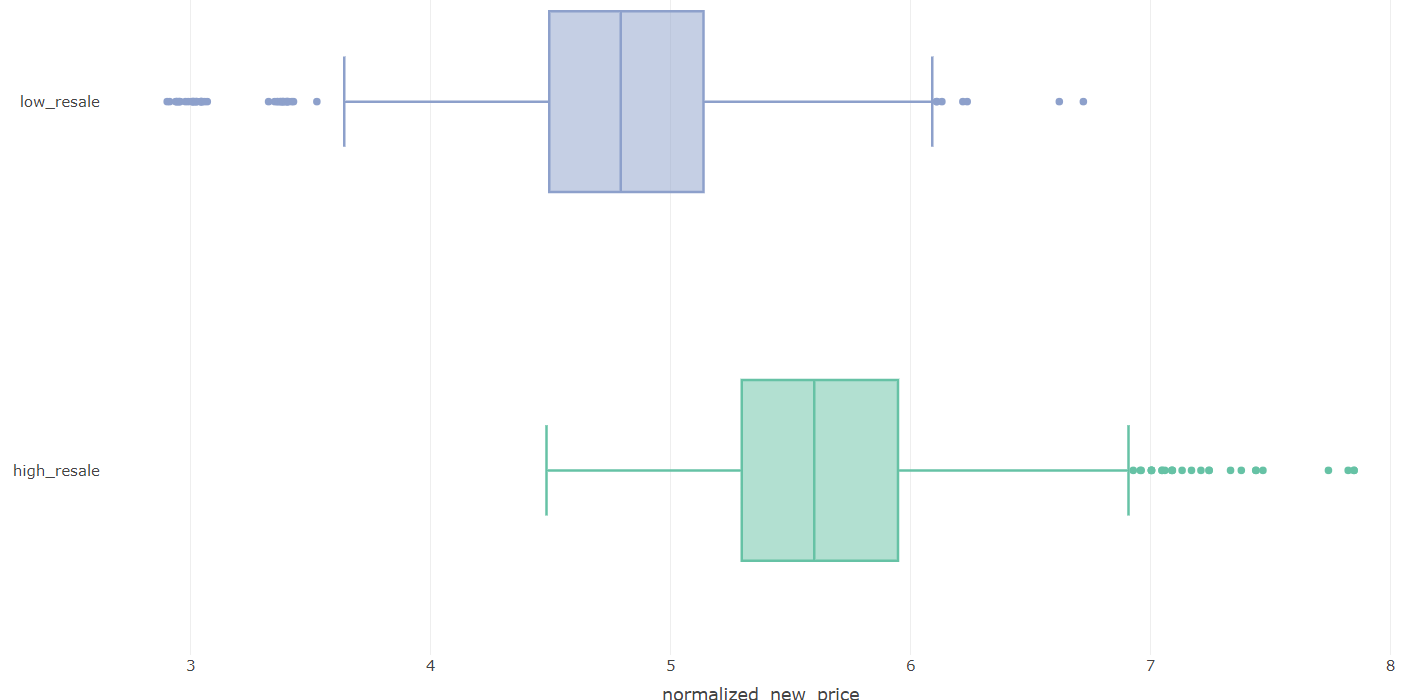 low_resale
high_resale
3 4 5 6 7 8
normalized_new_price